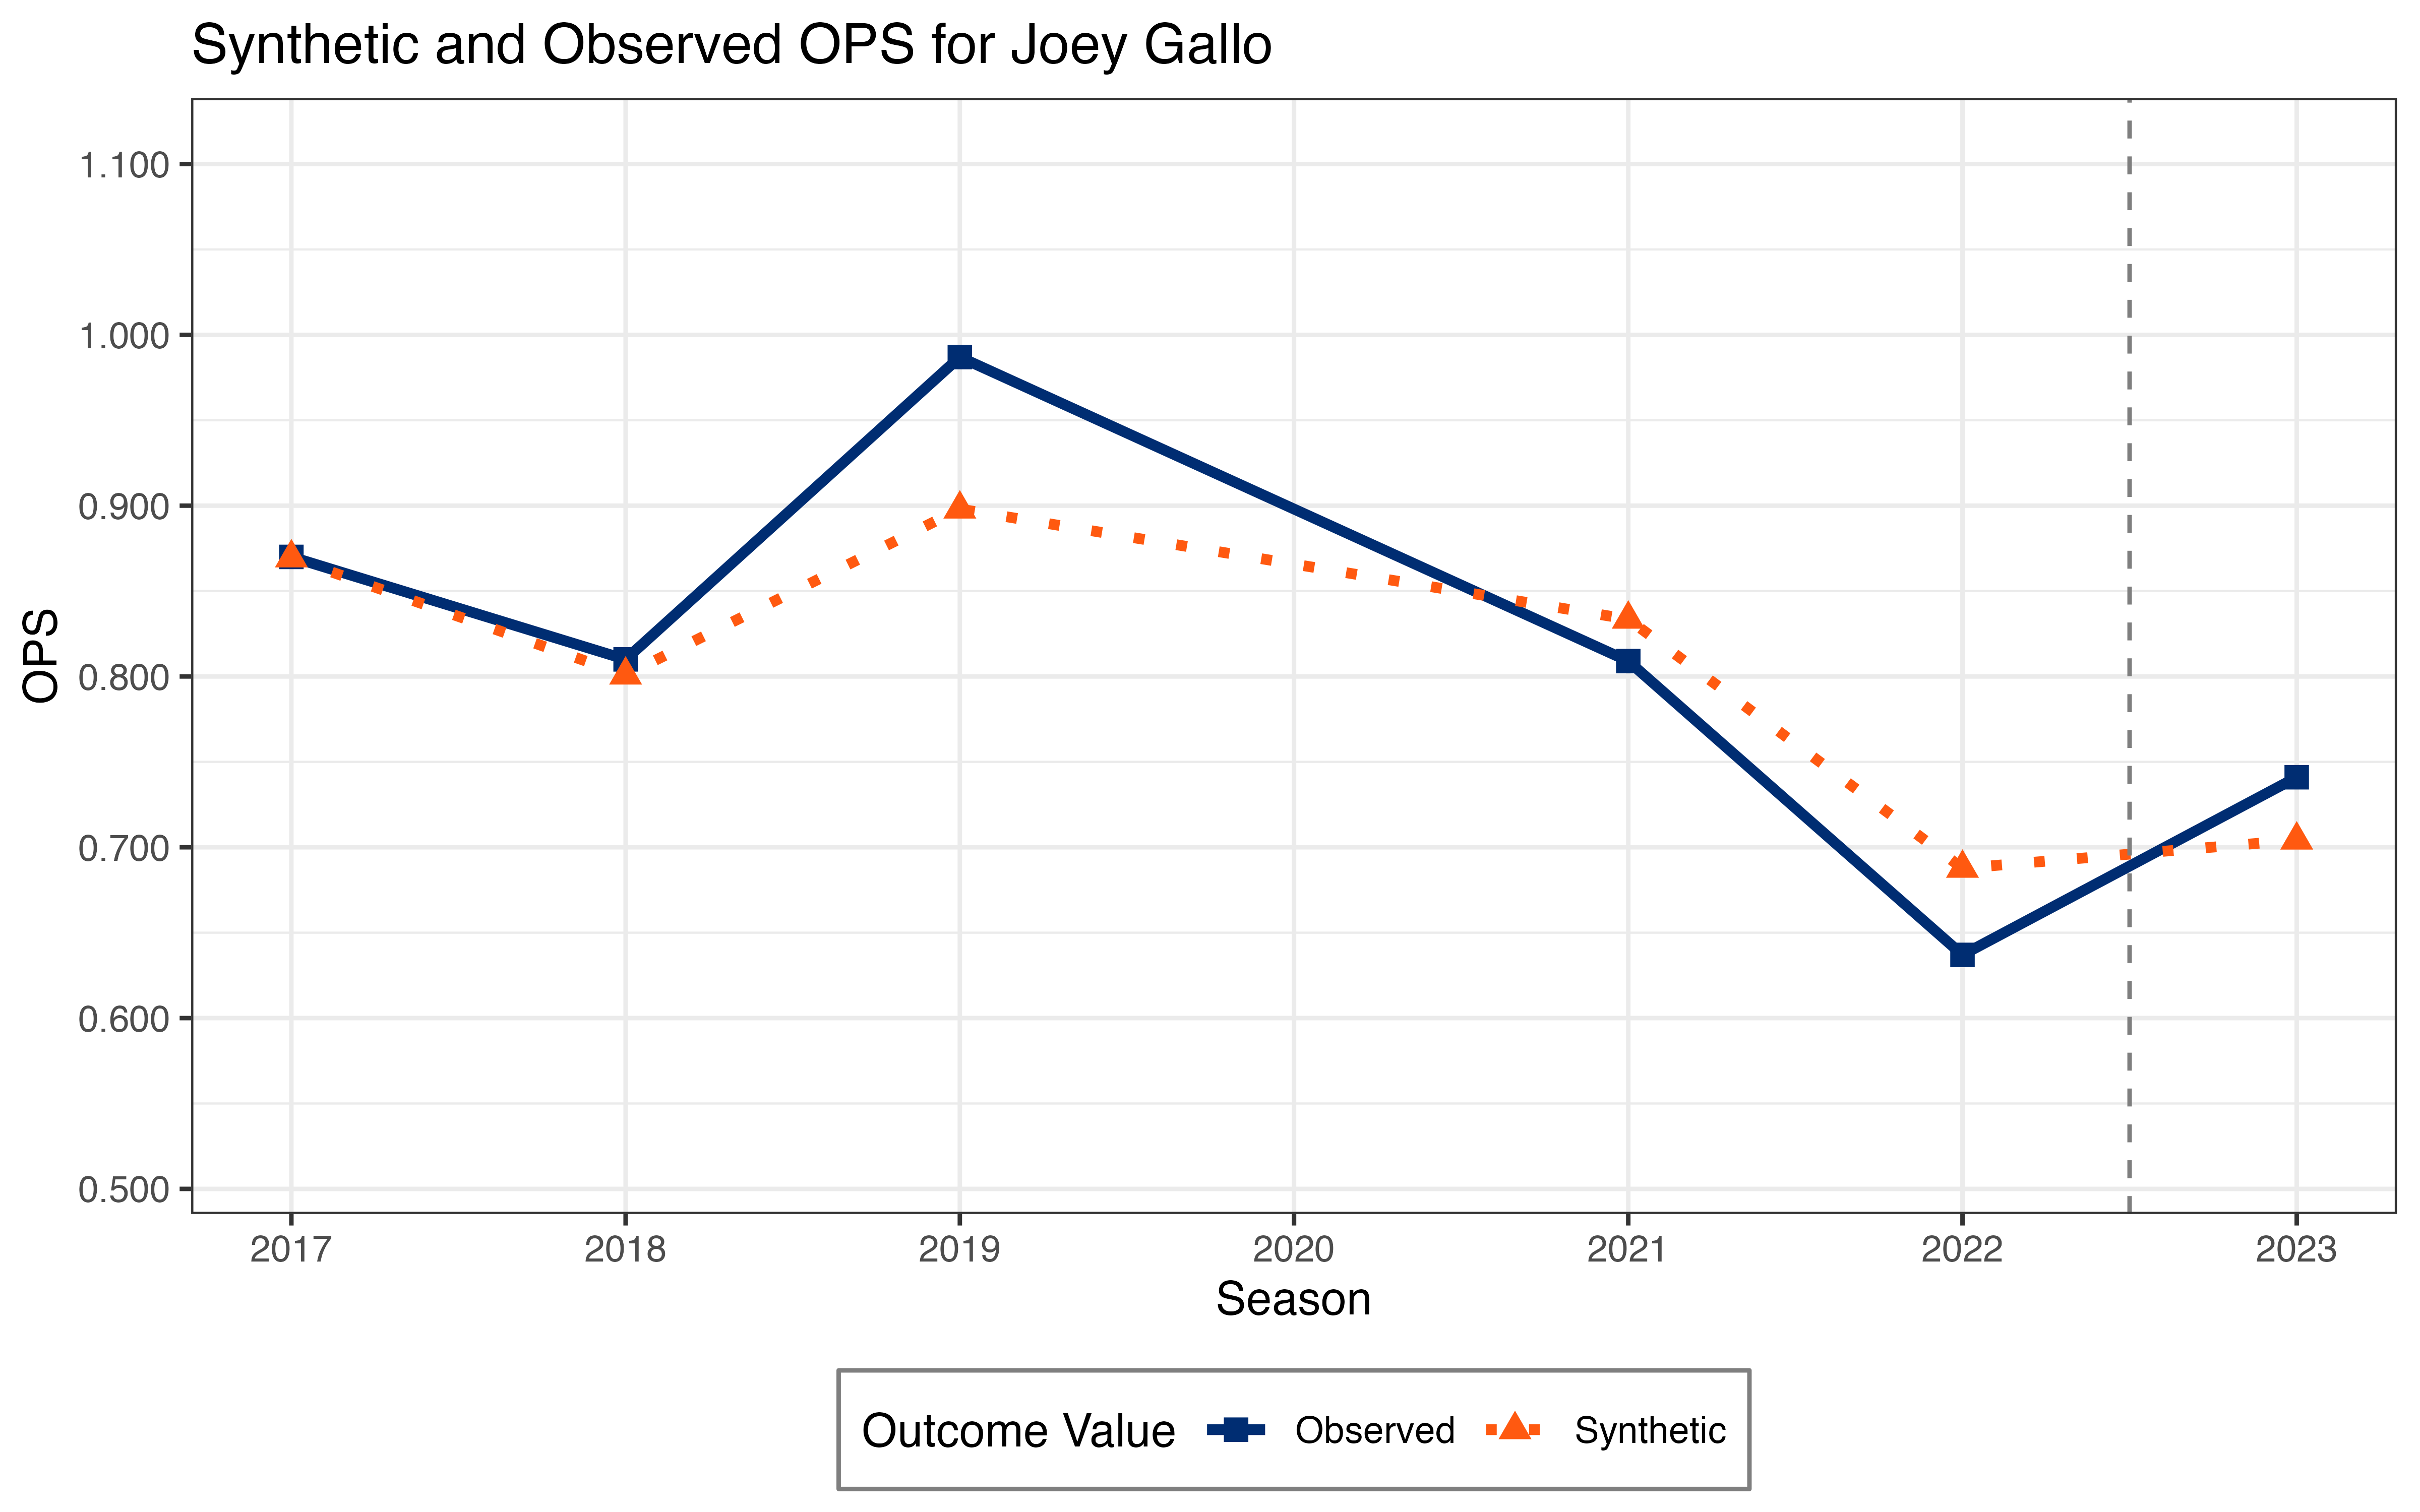 Synthetic and Observed OPS for Joey Gallo
1.100
1.000
0.900
0.800
0.700
0.600
0.500
OPS
2017 2018 2019 2020 2021 2022 2023
Season
Outcome Value Observed Synthetic